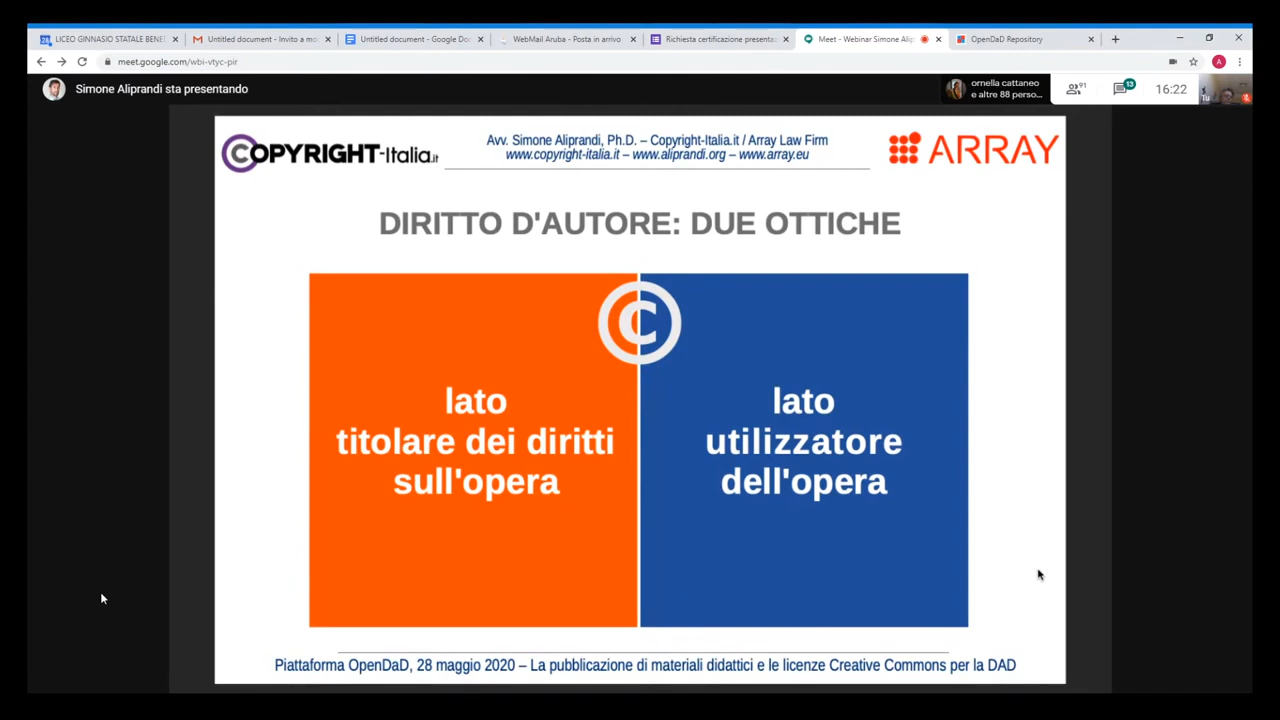 28 LICEO GINNASIO STATALE BENE
Untitled document - Invito a mo
Untitled document - Google Do
WebMail Aruba - Posta in arrivo
Richiesta certificazione presenta
Meet - Webinar Simone Alip
OpenDaD Repository
meet.google.com/wbi-vtyc-pir
A
Simone Aliprandi sta presentando
ornella cattaneo
e altre 88 perso...
91
13
16:22
Tu
COPYRIGHT-Italia.it
Avv. Simone Aliprandi, Ph.D. – Copyright-Italia.it / Array Law Firm
www.copyright-italia.it – www.aliprandi.org – www.array.eu
ARRAY
DIRITTO D'AUTORE: DUE OTTICHE
©
lato
titolare dei diritti
sull'opera
lato
utilizzatore
dell'opera
Piattaforma OpenDaD, 28 maggio 2020 – La pubblicazione di materiali didattici e le licenze Creative Commons per la DAD